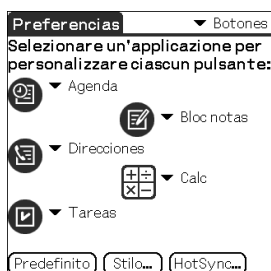 Preferencias
Botones
Selezionare un'applicazione per
personalizzare ciascun pulsante:
Agenda
Bloc notas
Direcciones
Calc
Tareas
Predefinito Stilo... HotSync...